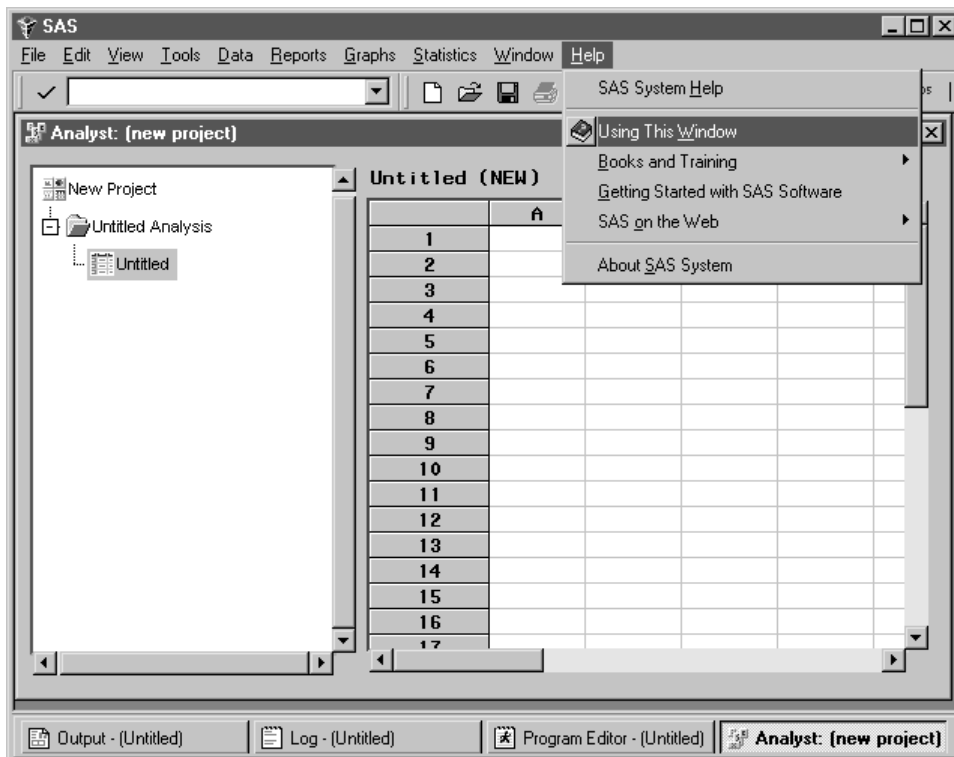 SAS
File Edit View Tools Data Reports Graphs Statistics Window Help
SAS System Help
Using This Window
Books and Training
Getting Started with SAS Software
SAS on the Web
About SAS System
Analyst: (new project)
New Project
Untitled Analysis
Untitled
Untitled (NEW)
A
1
2
3
4
5
6
7
8
9
10
11
12
13
14
15
16
17
Output - (Untitled)
Log - (Untitled)
Program Editor - (Untitled)
Analyst: (new project)